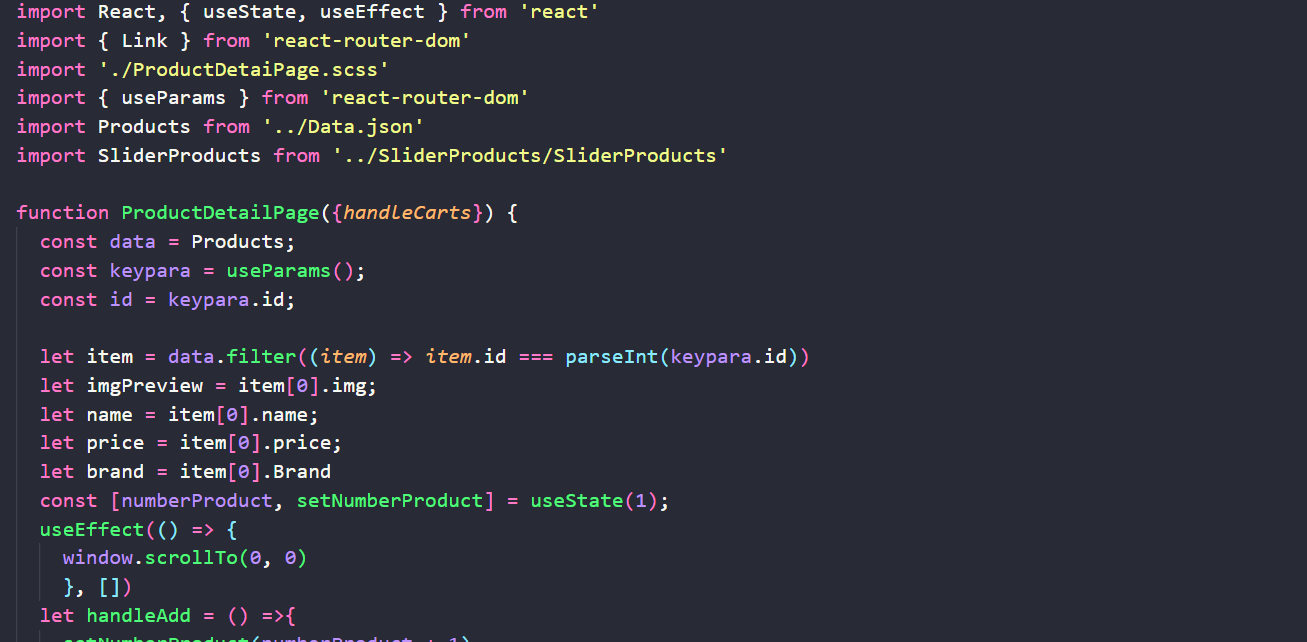 import React, { useState, useEffect } from 'react'
import { Link } from 'react-router-dom'
import './ProductDetaiPage.scss'
import { useParams } from 'react-router-dom'
import Products from '../Data.json'
import SliderProducts from '../SliderProducts/SliderProducts'

function ProductDetailPage({handleCarts}) {
  const data = Products;
  const keypara = useParams();
  const id = keypara.id;

  let item = data.filter((item) => item.id === parseInt(keypara.id))
  let imgPreview = item[0].img;
  let name = item[0].name;
  let price = item[0].price;
  let brand = item[0].Brand
  const [numberProduct, setNumberProduct] = useState(1);
  useEffect(() => {
    window.scrollTo(0, 0)
    }, [])
  let handleAdd = () =>{
    setNumberProduct(numberProduct + 1)